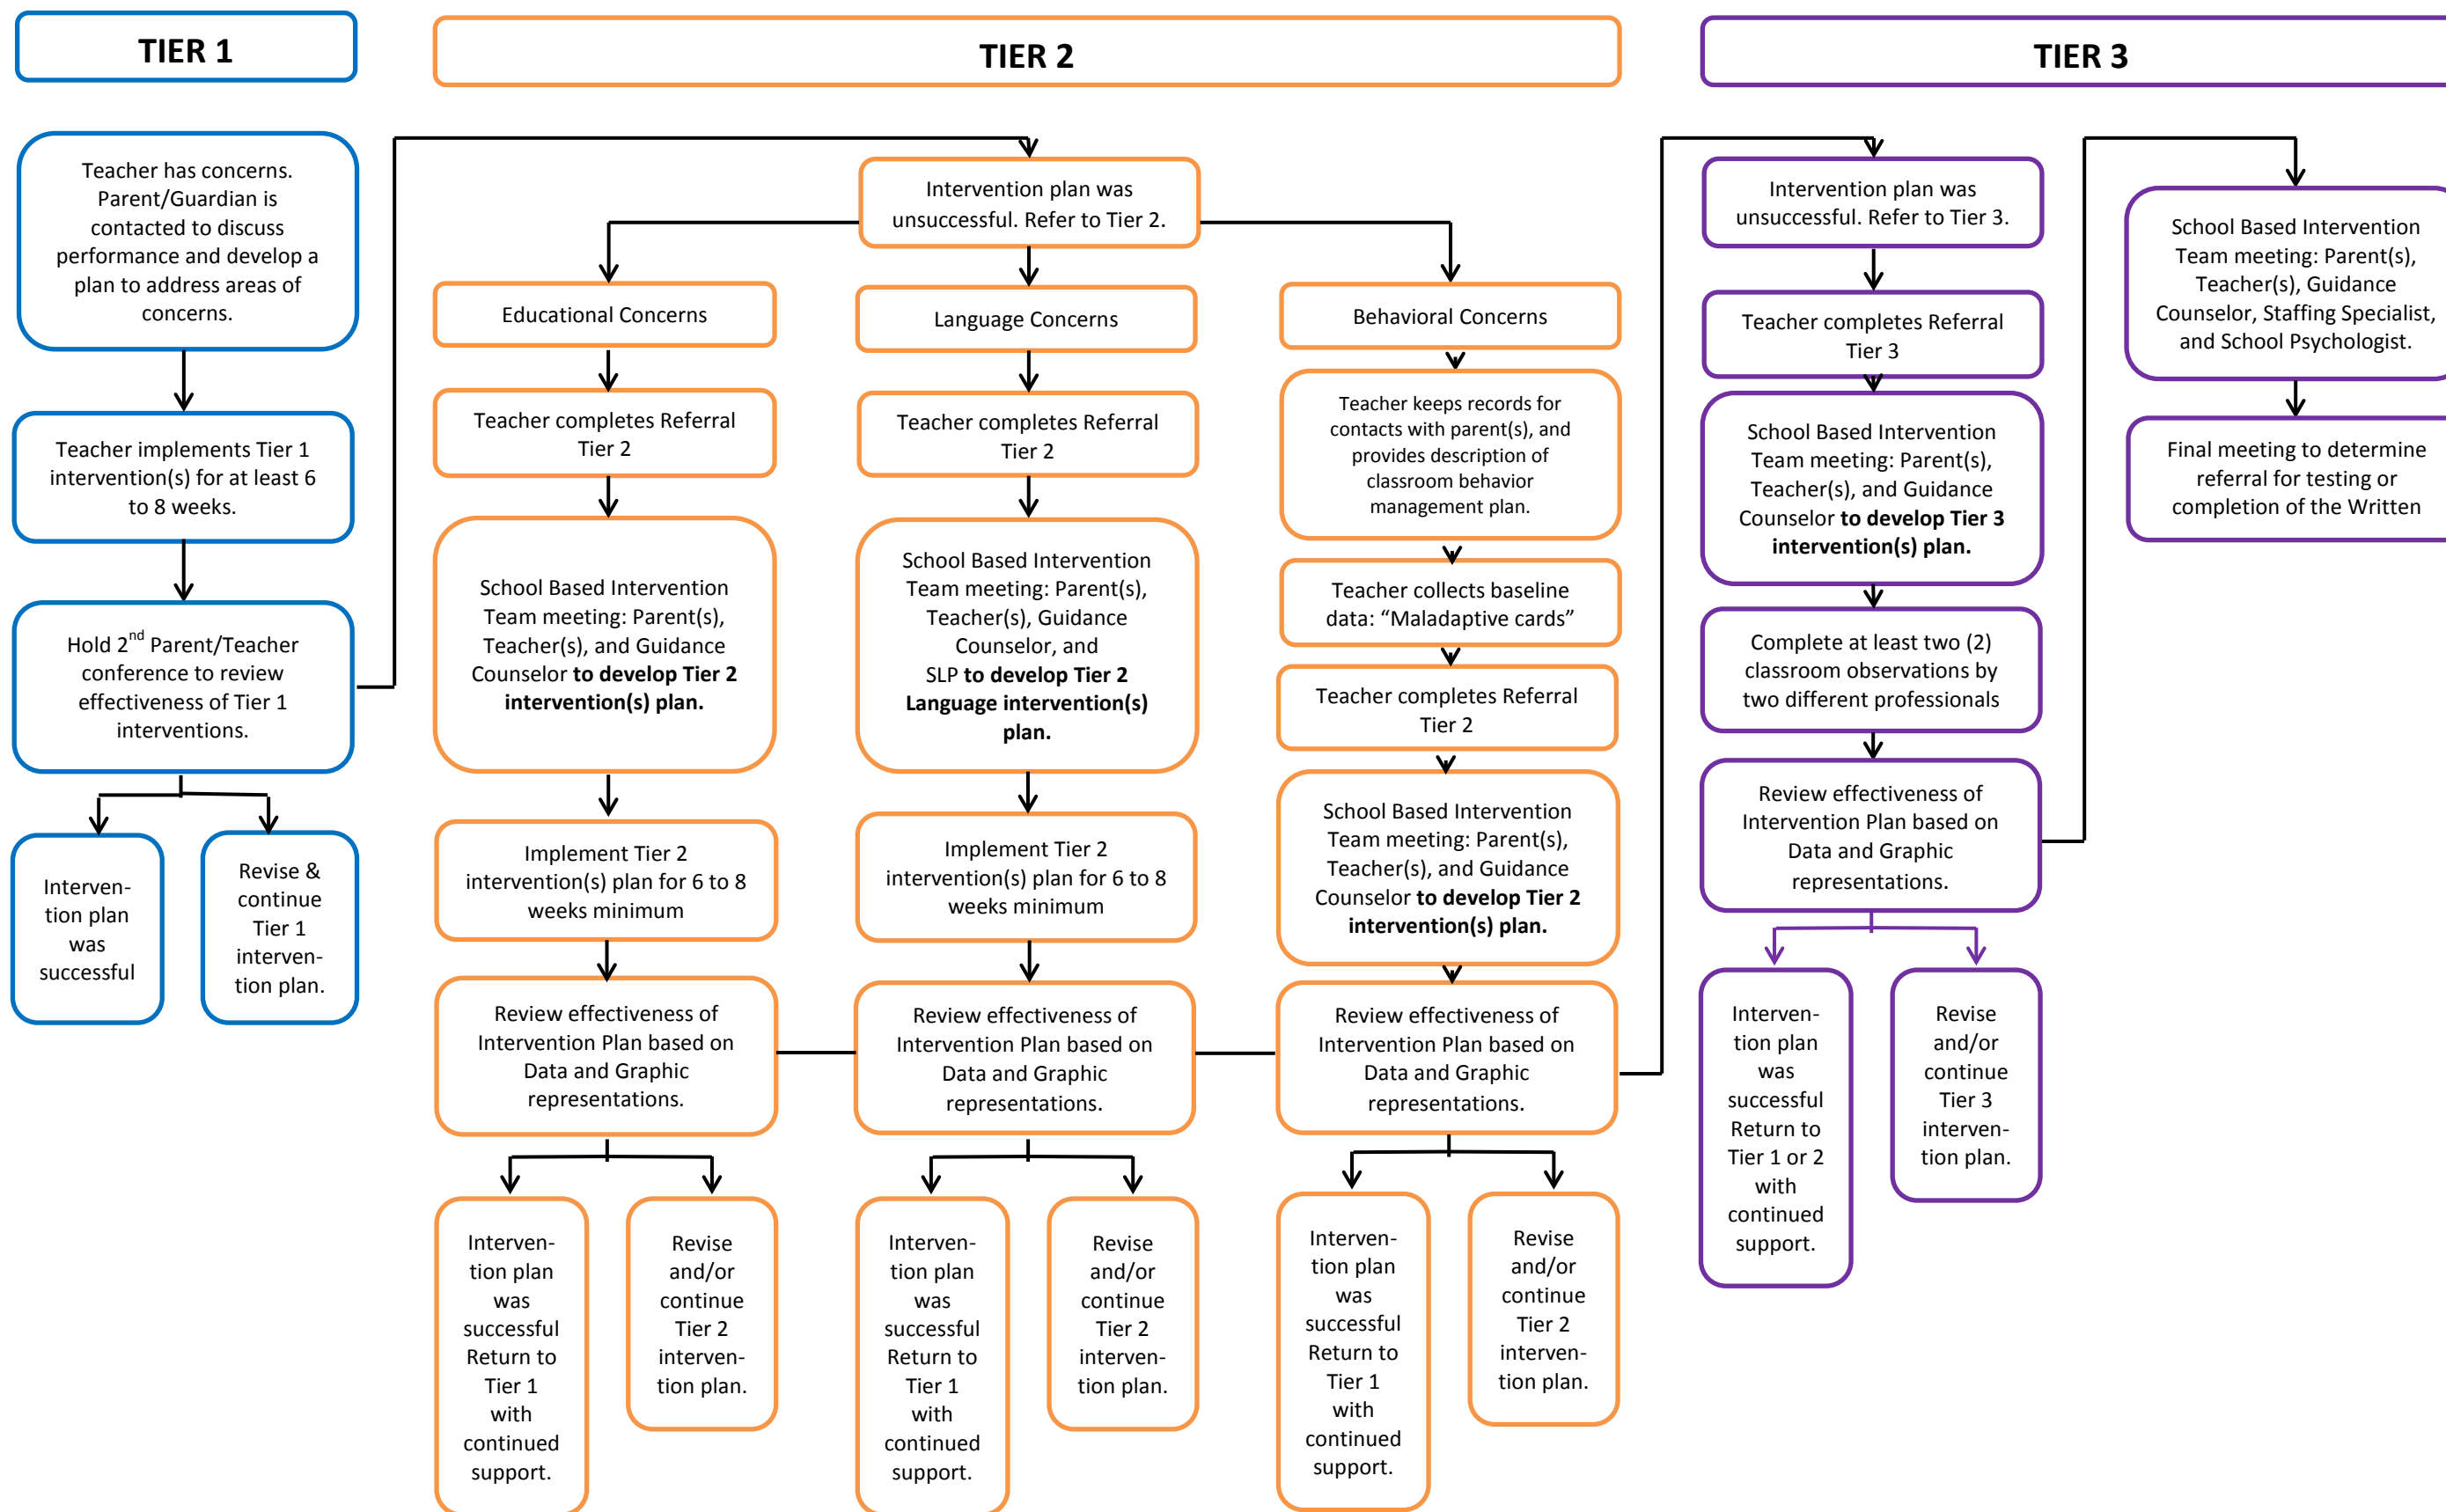 TIER 1
TIER 2
TIER 3
Teacher has concerns.
Parent/Guardian is
contacted to discuss
performance and develop a
plan to address areas of
concerns.
Teacher implements Tier 1
intervention(s) for at least 6
to 8 weeks.
Hold 2nd Parent/Teacher
conference to review
effectiveness of Tier 1
interventions.
Interven-
tion plan
was
successful
Revise &
continue
Tier 1
interven-
tion plan.
Intervention plan was
unsuccessful. Refer to Tier 2.
Educational Concerns
Teacher completes Referral
Tier 2
School Based Intervention
Team meeting: Parent(s),
Teacher(s), and Guidance
Counselor to develop Tier 2
intervention(s) plan.
Implement Tier 2
intervention(s) plan for 6 to 8
weeks minimum
Review effectiveness of
Intervention Plan based on
Data and Graphic
representations.
Interven-
tion plan
was
successful
Return to
Tier 1
with
continued
support.
Revise
and/or
continue
Tier 2
interven-
tion plan.
Language Concerns
Teacher completes Referral
Tier 2
School Based Intervention
Team meeting: Parent(s),
Teacher(s), Guidance
Counselor, and
SLP to develop Tier 2
Language intervention(s)
plan.
Implement Tier 2
intervention(s) plan for 6 to 8
weeks minimum
Review effectiveness of
Intervention Plan based on
Data and Graphic
representations.
Interven-
tion plan
was
successful
Return to
Tier 1
with
continued
support.
Revise
and/or
continue
Tier 2
interven-
tion plan.
Behavioral Concerns
Teacher keeps records for
contacts with parent(s), and
provides description of
classroom behavior
management plan.
Teacher collects baseline
data: “Maladaptive cards”
Teacher completes Referral
Tier 2
School Based Intervention
Team meeting: Parent(s),
Teacher(s), and Guidance
Counselor to develop Tier 2
intervention(s) plan.
Review effectiveness of
Intervention Plan based on
Data and Graphic
representations.
Interven-
tion plan
was
successful
Return to
Tier 1
with
continued
support.
Revise
and/or
continue
Tier 2
interven-
tion plan.
Intervention plan was
unsuccessful. Refer to Tier 3.
Teacher completes Referral
Tier 3
School Based Intervention
Team meeting: Parent(s),
Teacher(s), and Guidance
Counselor to develop Tier 3
intervention(s) plan.
Complete at least two (2)
classroom observations by
two different professionals
Review effectiveness of
Intervention Plan based on
Data and Graphic
representations.
Interven-
tion plan
was
successful
Return to
Tier 1 or 2
with
continued
support.
Revise
and/or
continue
Tier 3
interven-
tion plan.
School Based Intervention
Team meeting: Parent(s),
Teacher(s), Guidance
Counselor, Staffing Specialist,
and School Psychologist.
Final meeting to determine
referral for testing or
completion of the Written